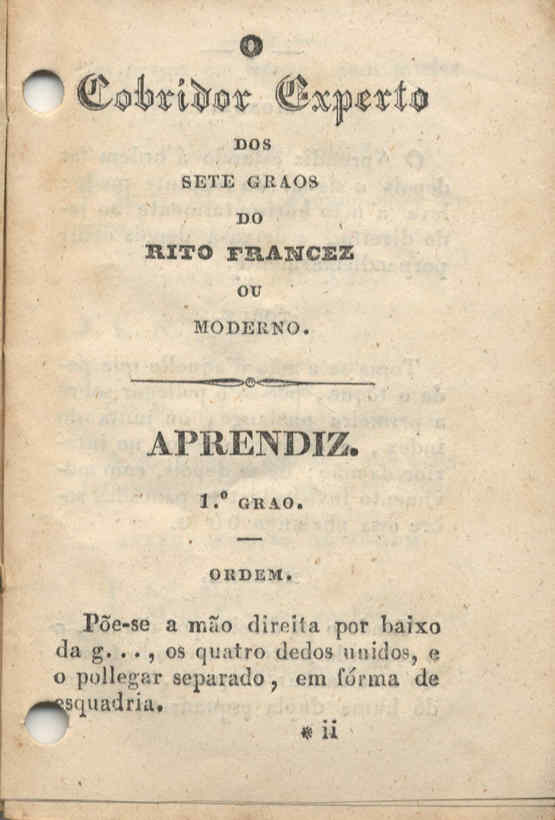 O
Cobridor Experto
DOS
SETE GRAOS
DO
RITO FRANCEZ
OU
MODERNO.
APRENDIZ.
1.º GRAO.
ORDEM.
Põe-se a mão direita por baixo
da g. . ., os quatro dedos unidos, e
o pollegar separado, em fórma de
esquadria.
* ii